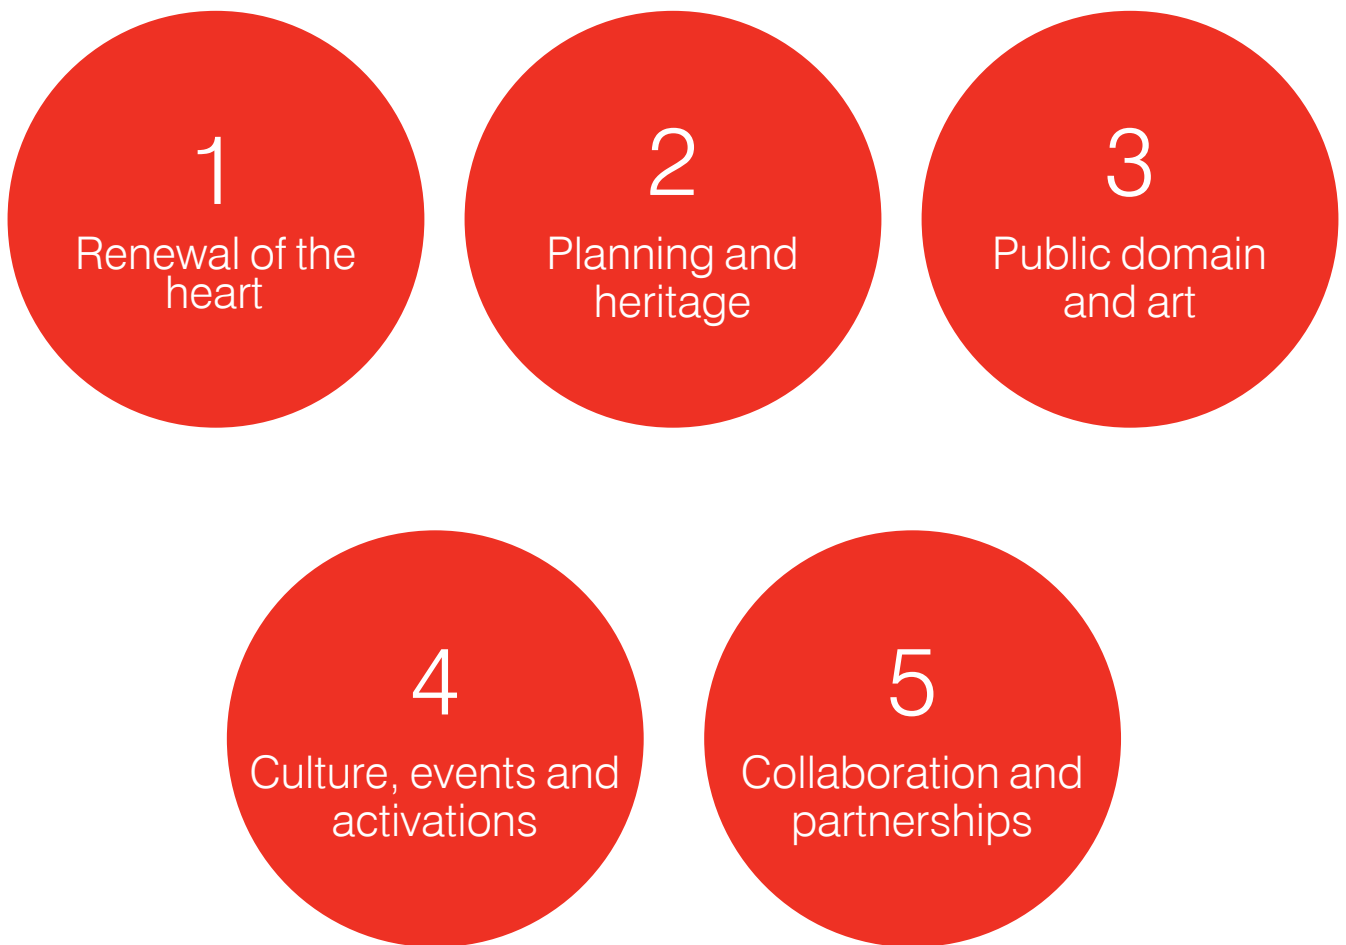 1
Renewal of the
heart
2
Planning and
heritage
3
Public domain
and art
4
Culture, events and
activations
5
Collaboration and
partnerships